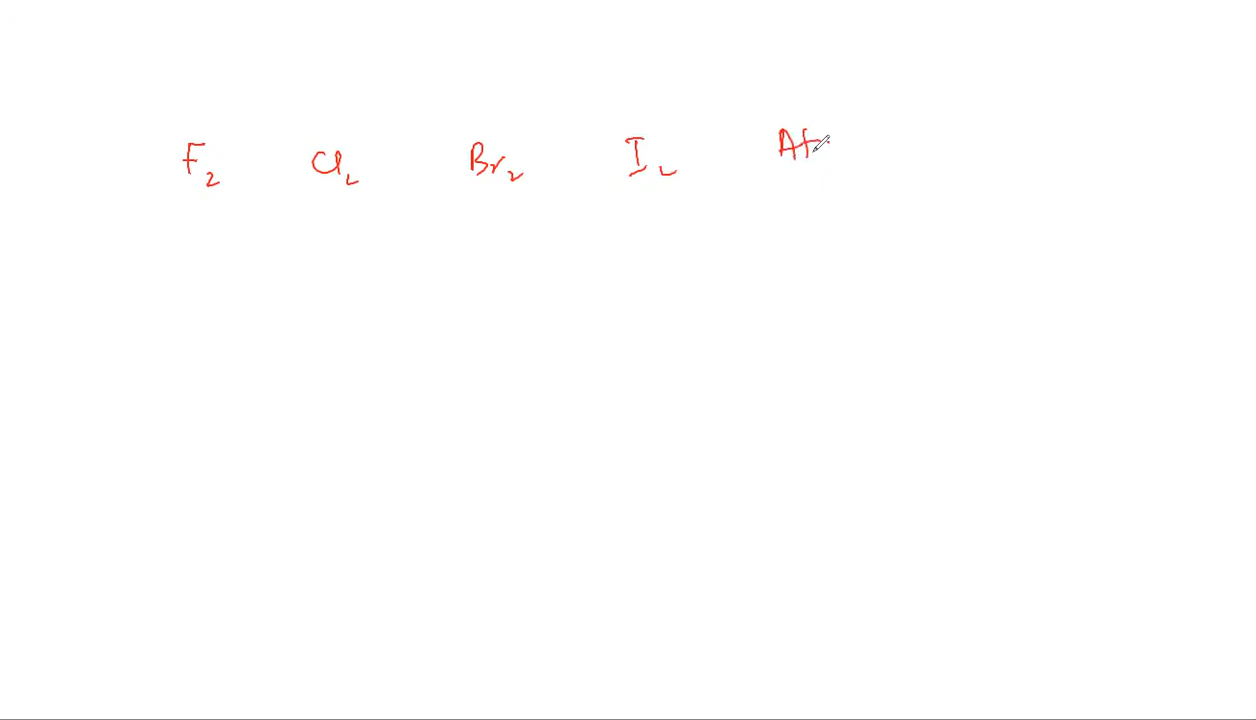 F₂ Cl₂ Br₂ I₂ At